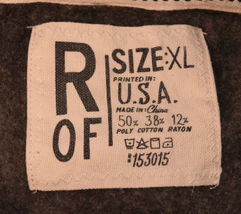 R OF
SIZE: XL
PRINTED IN:
U.S.A.
MADE IN: China
50% 38% 12%
POLY COTTON RAYON
#153015